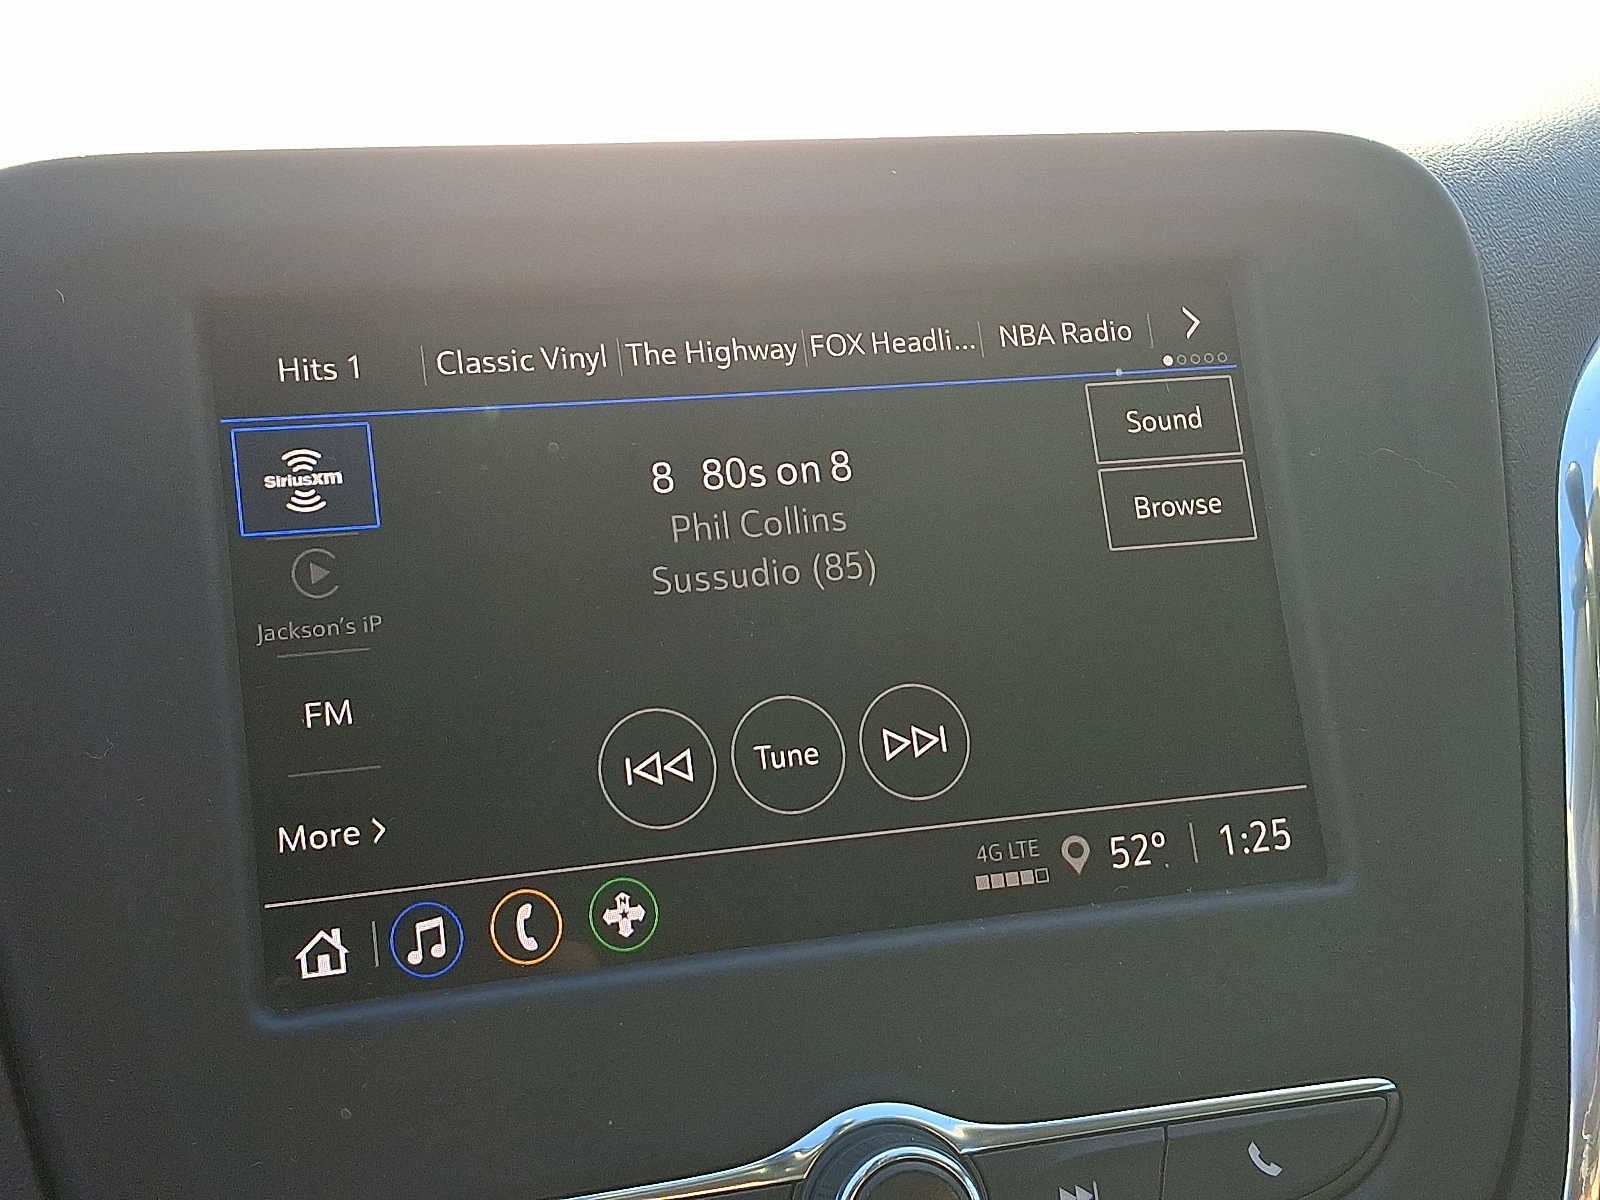 Hits 1 Classic Vinyl The Highway FOX Headli... NBA Radio
SiriusXM
8 80s on 8
Phil Collins
Sussudio (85)
Sound
Browse
Jackson's iP
FM
More
Tune
4G LTE 52° 1:25
N